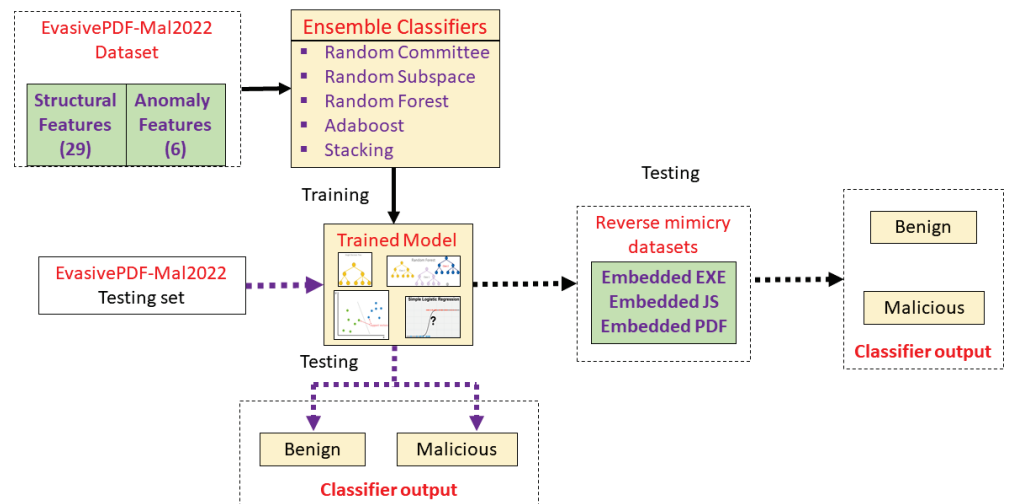 EvasivePDF-Mal2022
Dataset
Structural
Features
(29)
Anomaly
Features
(6)
Ensemble Classifiers
▪ Random Committee
▪ Random Subspace
▪ Random Forest
▪ Adaboost
▪ Stacking
Training
Testing
Trained Model
Random Forest
Simple Logistic Regression
?
EvasivePDF-Mal2022
Testing set
Reverse mimicry
datasets
Embedded EXE
Embedded JS
Embedded PDF
Benign
Malicious
Classifier output
Testing
Benign
Malicious
Classifier output